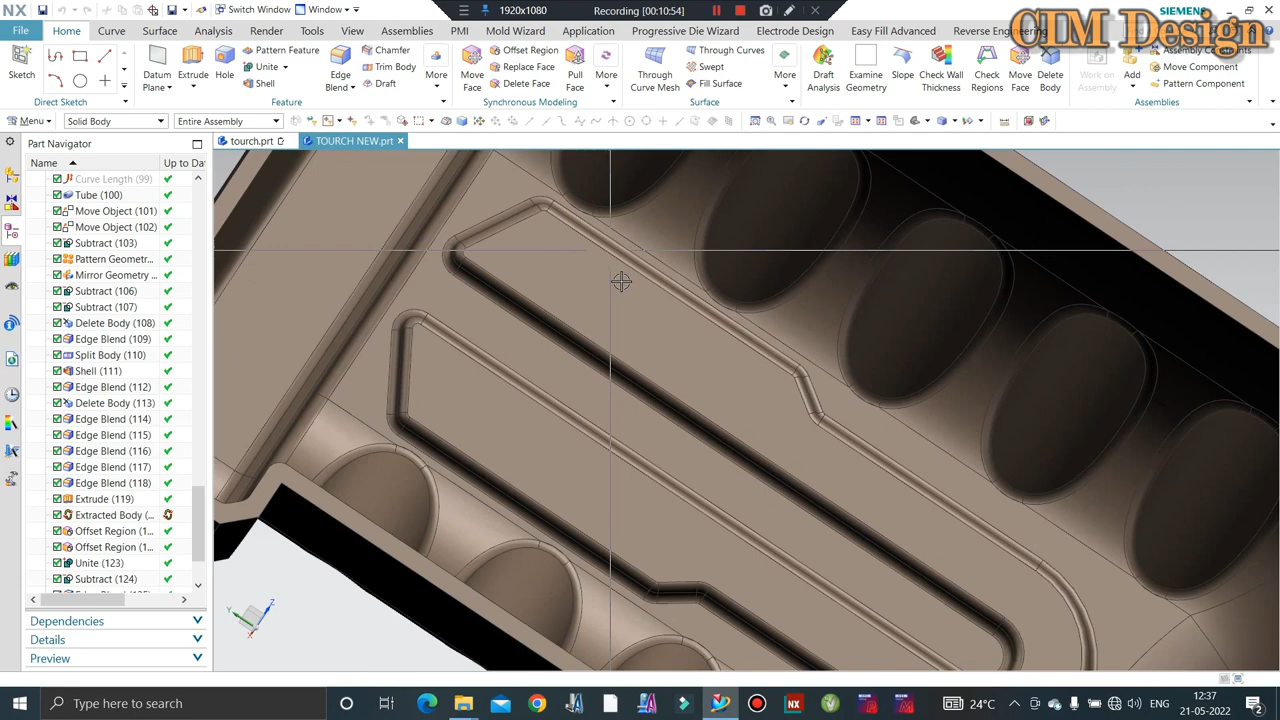 NX
Switch Window
Window
1920x1080
Recording [00:10:54]
SIEMENS
CIM Design
File
Home
Curve
Surface
Analysis
Render
Tools
View
Assemblies
PMI
Mold Wizard
Application
Progressive Die Wizard
Electrode Design
Easy Fill Advanced
Reverse Engineering
Sketch
Direct Sketch
Datum Plane
Extrude
Hole
Pattern Feature
Unite
Shell
Edge Blend
Chamfer
Trim Body
Draft
More
Feature
Move Face
Offset Region
Replace Face
Delete Face
Pull Face
More
Synchronous Modeling
Through Curve Mesh
Through Curves
Swept
Fill Surface
More
Surface
Draft Analysis
Examine Geometry
Slope
Check Wall Thickness
Check Regions
Move Face
Delete Body
Work on Assembly
Add
Assembly Constraints
Move Component
Pattern Component
Assemblies
Menu
Solid Body
Entire Assembly
tourch.prt
TOURCH NEW.prt
Part Navigator
Name
Up to Da
Curve Length (99)
Tube (100)
Move Object (101)
Move Object (102)
Subtract (103)
Pattern Geometry ...
Mirror Geometry ...
Subtract (106)
Subtract (107)
Delete Body (108)
Edge Blend (109)
Split Body (110)
Shell (111)
Edge Blend (112)
Delete Body (113)
Edge Blend (114)
Edge Blend (115)
Edge Blend (116)
Edge Blend (117)
Edge Blend (118)
Extrude (119)
Extracted Body (...
Offset Region (1...
Offset Region (1...
Unite (123)
Subtract (124)
Dependencies
Details
Preview
Z
Y
X
Type here to search
24°C
ENG
12:37
21-05-2022
2